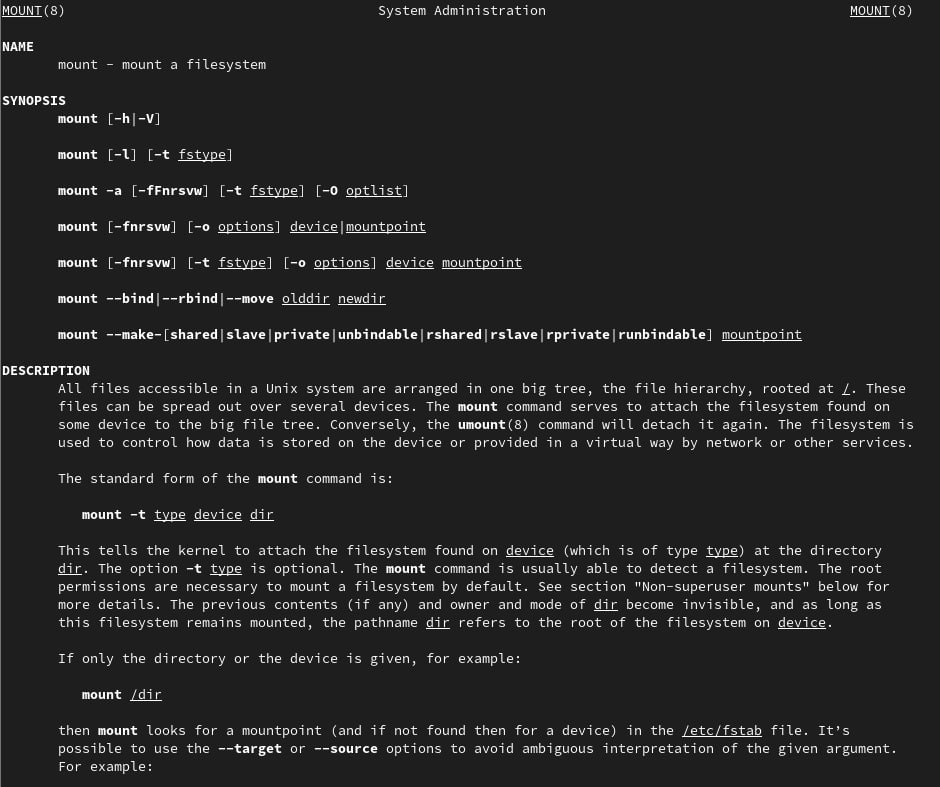 MOUNT(8) System Administration MOUNT(8)
NAME
mount - mount a filesystem
SYNOPSIS
mount [-h|-V]
mount [-l] [-t fstype]
mount -a [-fFnrsvw] [-t fstype] [-O optlist]
mount [-fnrsvw] [-o options] device|mountpoint
mount [-fnrsvw] [-t fstype] [-o options] device mountpoint
mount --bind|--rbind|--move olddir newdir
mount --make-[shared|slave|private|unbindable|rshared|rslave|rprivate|runbindable] mountpoint
DESCRIPTION
All files accessible in a Unix system are arranged in one big tree, the file hierarchy, rooted at /. These
files can be spread out over several devices. The mount command serves to attach the filesystem found on
some device to the big file tree. Conversely, the umount(8) command will detach it again. The filesystem is
used to control how data is stored on the device or provided in a virtual way by network or other services.
The standard form of the mount command is:
mount -t type device dir
This tells the kernel to attach the filesystem found on device (which is of type type) at the directory
dir. The option -t type is optional. The mount command is usually able to detect a filesystem. The root
permissions are necessary to mount a filesystem by default. See section "Non-superuser mounts" below for
more details. The previous contents (if any) and owner and mode of dir become invisible, and as long as
this filesystem remains mounted, the pathname dir refers to the root of the filesystem on device.
If only the directory or the device is given, for example:
mount /dir
then mount looks for a mountpoint (and if not found then for a device) in the /etc/fstab file. It’s
possible to use the --target or --source options to avoid ambiguous interpretation of the given argument.
For example: